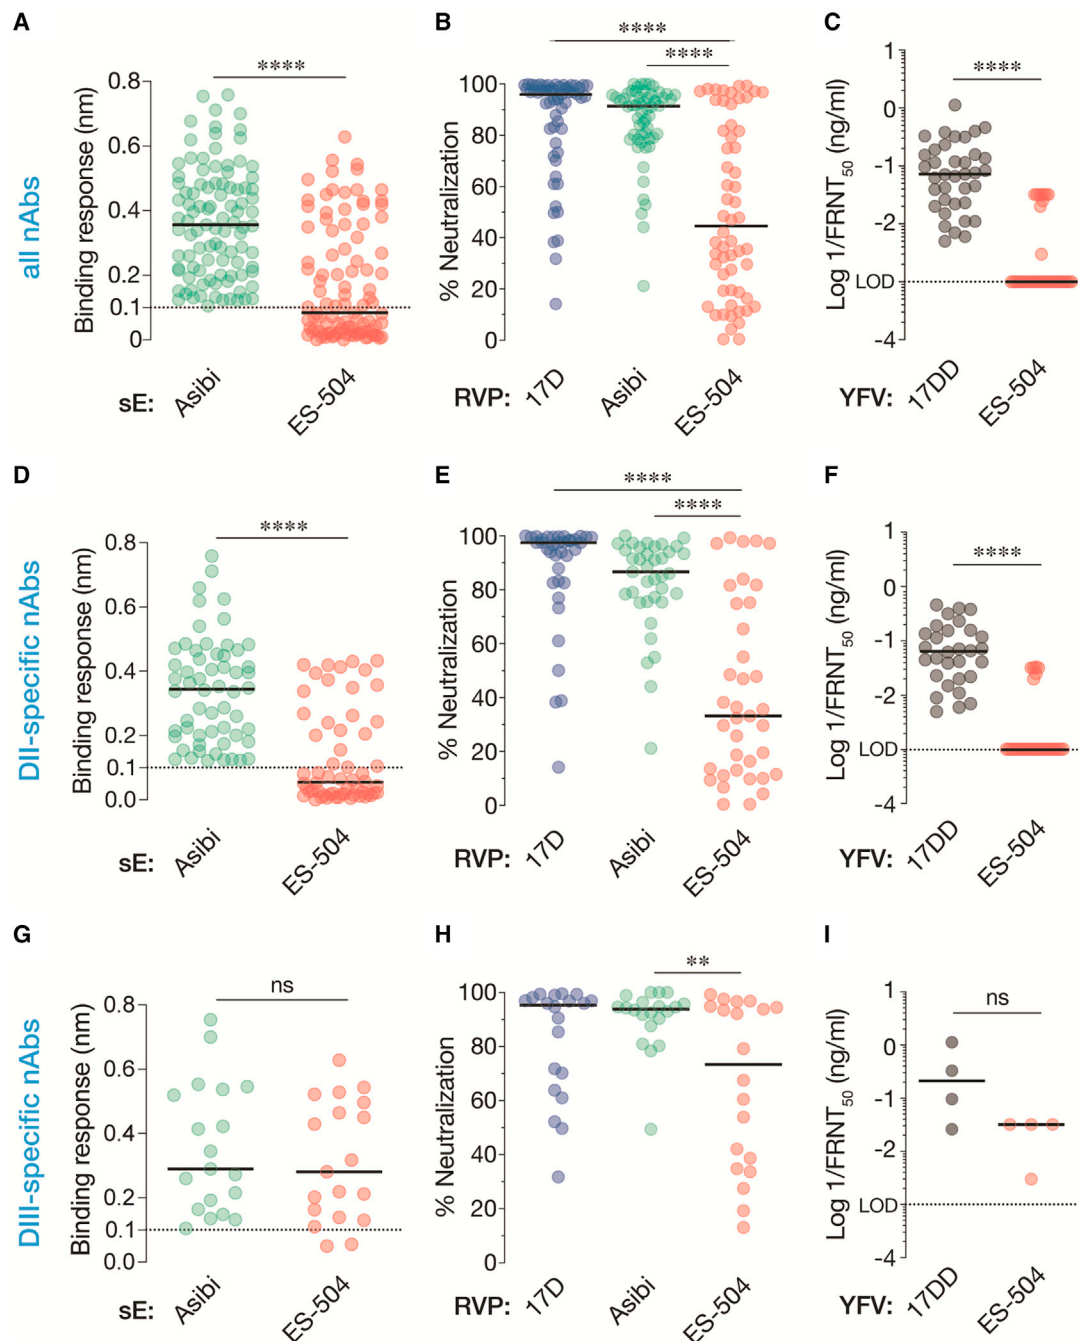 A
B
C
all nAbs
Binding response (nm)
0.8
0.6
0.4
0.2
0.1
0.0
****
sE:
Asibi
ES-504
% Neutralization
100
80
60
40
20
0
****
****
RVP:
17D
Asibi
ES-504
Log 1/FRNT50 (ng/ml)
1
0
-1
-2
LOD
-4
****
YFV:
17DD
ES-504
D
E
F
DII-specific nAbs
Binding response (nm)
0.8
0.6
0.4
0.2
0.1
0.0
****
sE:
Asibi
ES-504
% Neutralization
100
80
60
40
20
0
****
****
RVP:
17D
Asibi
ES-504
Log 1/FRNT50 (ng/ml)
1
0
-1
-2
LOD
-4
****
YFV:
17DD
ES-504
G
H
I
DIII-specific nAbs
Binding response (nm)
0.8
0.6
0.4
0.2
0.1
0.0
ns
sE:
Asibi
ES-504
% Neutralization
100
80
60
40
20
0
**
RVP:
17D
Asibi
ES-504
Log 1/FRNT50 (ng/ml)
1
0
-1
-2
LOD
-4
ns
YFV:
17DD
ES-504